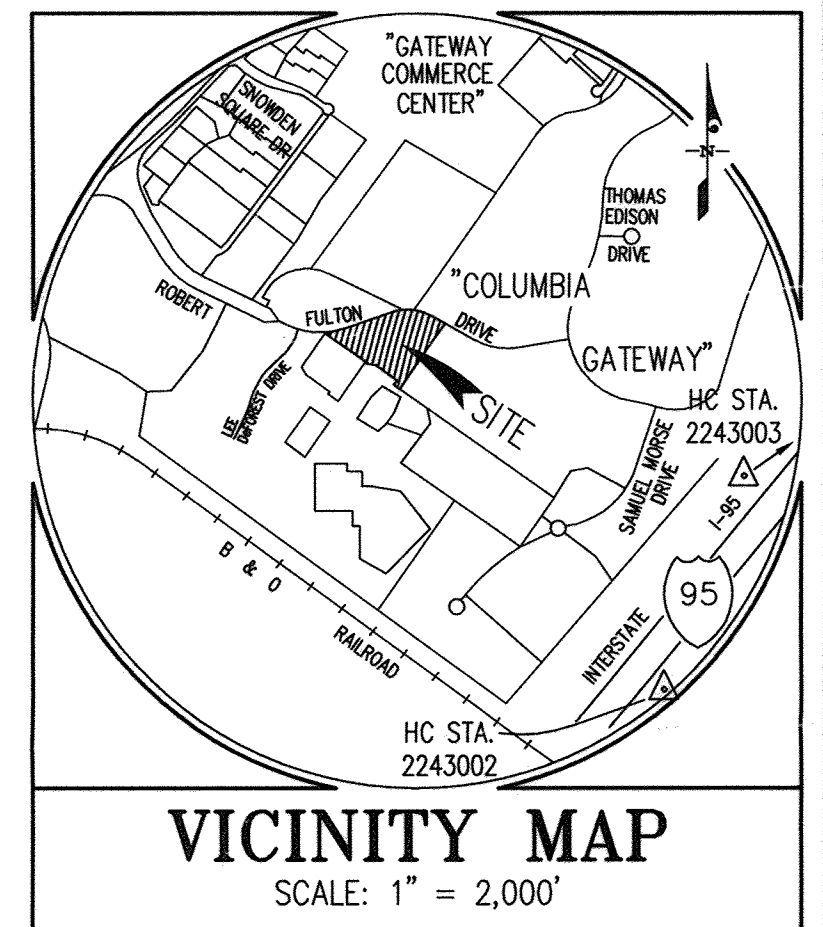 "GATEWAY
COMMERCE
CENTER"
SNOWDEN
SQUARE DR.
N
THOMAS
EDISON
DRIVE
"COLUMBIA
GATEWAY"
ROBERT
FULTON
DRIVE
LEE
DeFOREST DRIVE
SITE
HC STA.
2243003
SAMUEL MORSE
DRIVE
I-95
95
INTERSTATE
B & O
RAILROAD
HC STA.
2243002
VICINITY MAP
SCALE: 1" = 2,000'